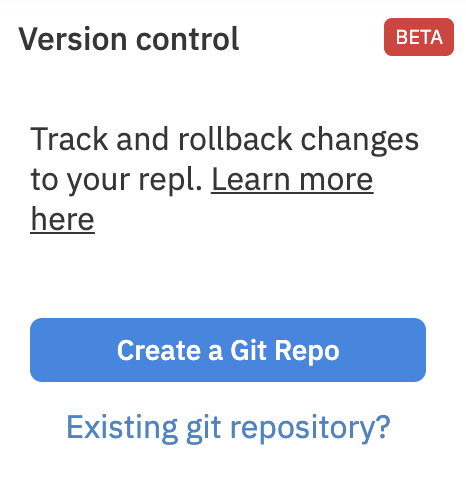 Version control
BETA
Track and rollback changes
to your repl. Learn more
here
Create a Git Repo
Existing git repository?